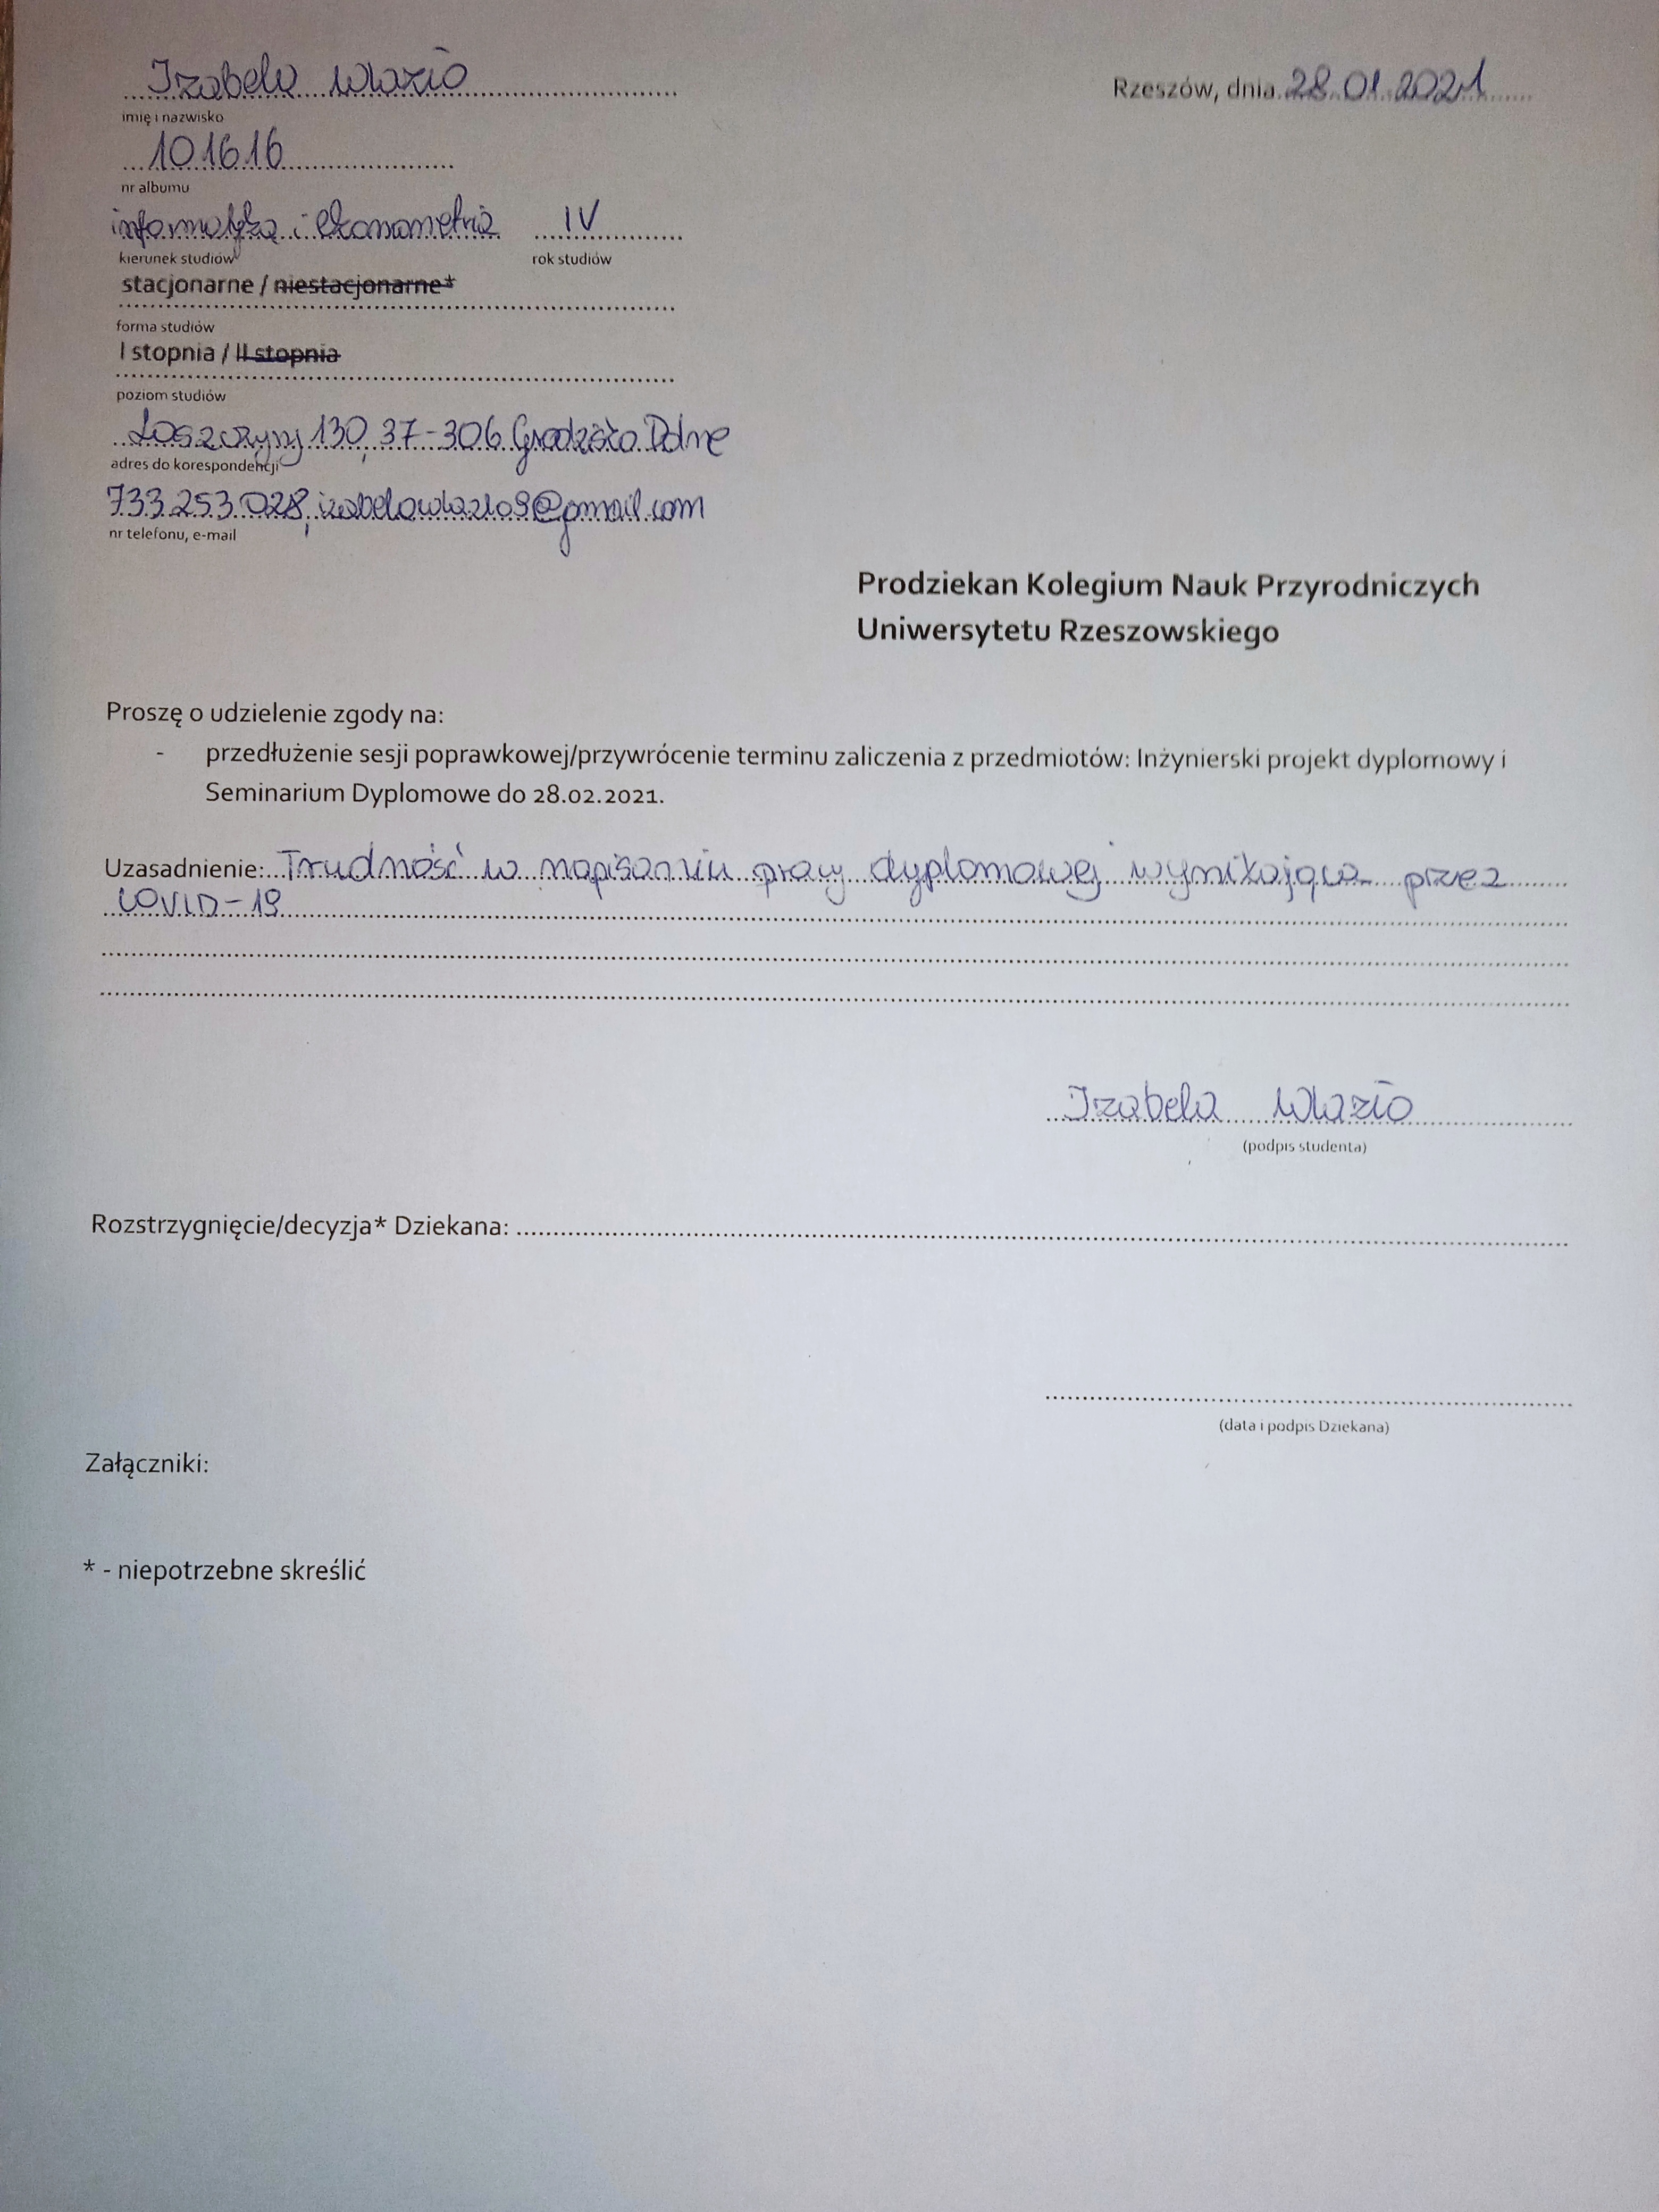 Izabela Wlazło
Rzeszów, dnia 28.01.2021
imię i nazwisko
101616
nr albumu
informatyka i ekonometria IV
kierunek studiów rok studiów
stacjonarne / niestacjonarne*
forma studiów
I stopnia / II stopnia
poziom studiów
130, 37-306 Grodzisko Dolne
adres do korespondencji
733 253 028, izabelawlazlo9@gmail.com
nr telefonu, e-mail
Prodziekan Kolegium Nauk Przyrodniczych
Uniwersytetu Rzeszowskiego
Proszę o udzielenie zgody na:
- przedłużenie sesji poprawkowej/przywrócenie terminu zaliczenia z przedmiotów: Inżynierski projekt dyplomowy i
Seminarium Dyplomowe do 28.02.2021.
Uzasadnienie: Trudność w napisaniu pracy dyplomowej wynikająca przez
COVID-19
Izabela Wlazło
(podpis studenta)
Rozstrzygnięcie/decyzja* Dziekana:
(data i podpis Dziekana)
Załączniki:
* - niepotrzebne skreślić